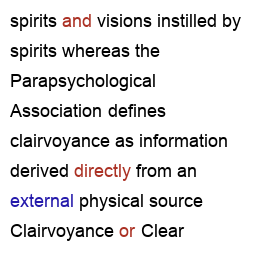 spirits and visions instilled by
spirits whereas the
Parapsychological
Association defines
clairvoyance as information
derived directly from an
external physical source
Clairvoyance or Clear